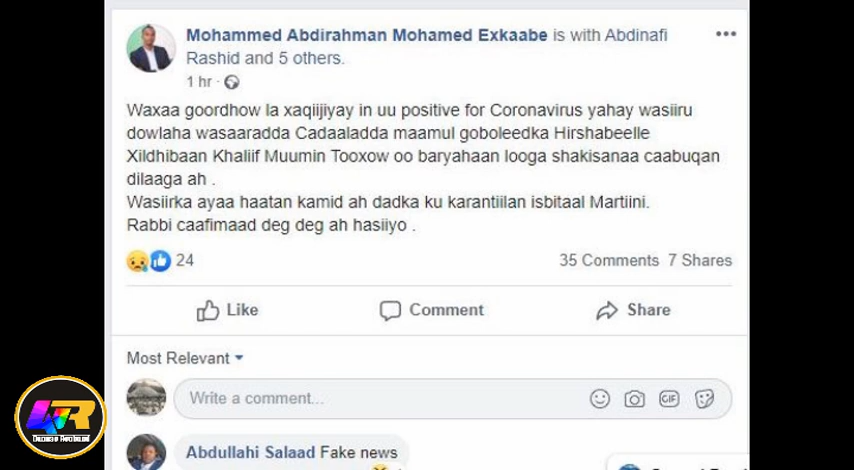 Mohammed Abdirahman Mohamed Exkaabe is with Abdinafi
Rashid and 5 others.
1 hr ·
Waxaa goordhow la xaqiijiyay in uu positive for Coronavirus yahay wasiiru
dowlaha wasaaradda Cadaaladda maamul goboleedka Hirshabeelle
Xildhibaan Khaliif Muumin Tooxow oo baryahaan looga shakisanaa caabuqan
dilaaga ah .
Wasiirka ayaa haatan kamid ah dadka ku karantiilan isbitaal Martiini.
Rabbi caafimaad deg deg ah hasiiyo .
24
35 Comments 7 Shares
Like Comment Share
Most Relevant
Write a comment...
GIF
Abdullahi Salaad Fake news